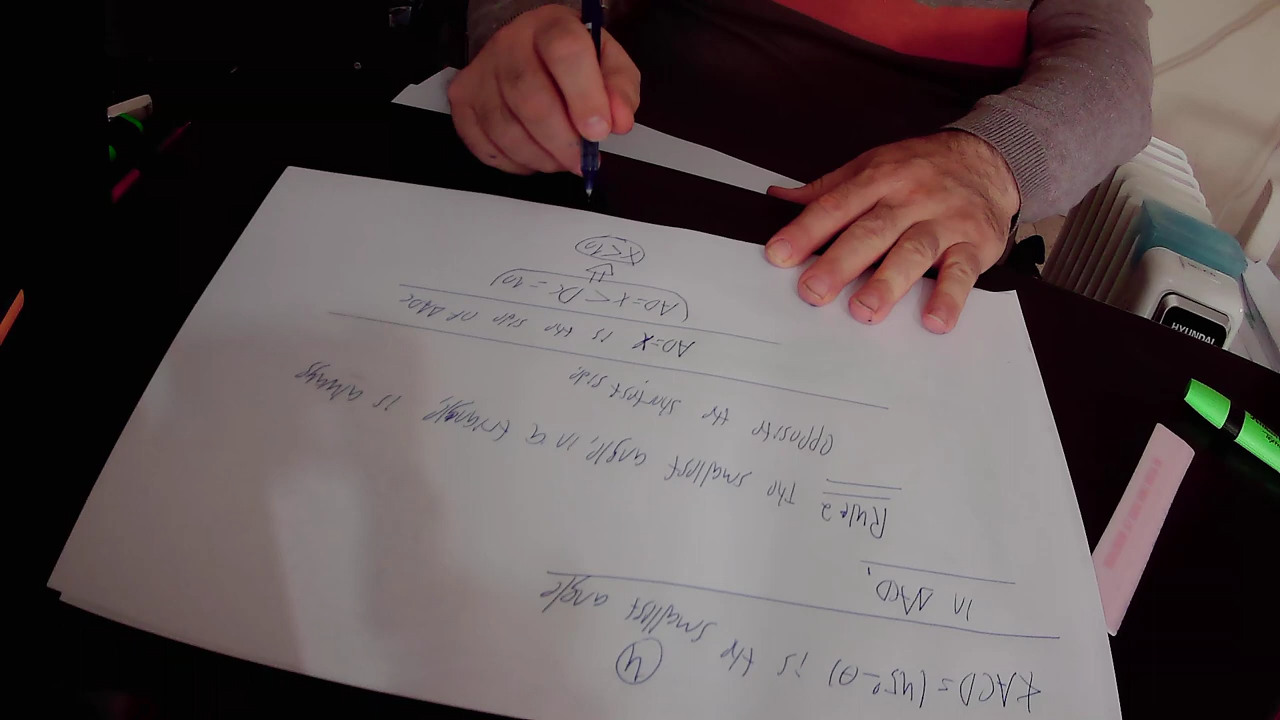 ④
∡ACD = (45° - θ) is the smallest angle
in ΔACD,
Rule 2 The smallest angle, in a triangle, is always
opposite the shortest side.
AD = X is the side of ΔADC
(AD = X < DC = 10)
⇓
X < 10
HYUNDAI